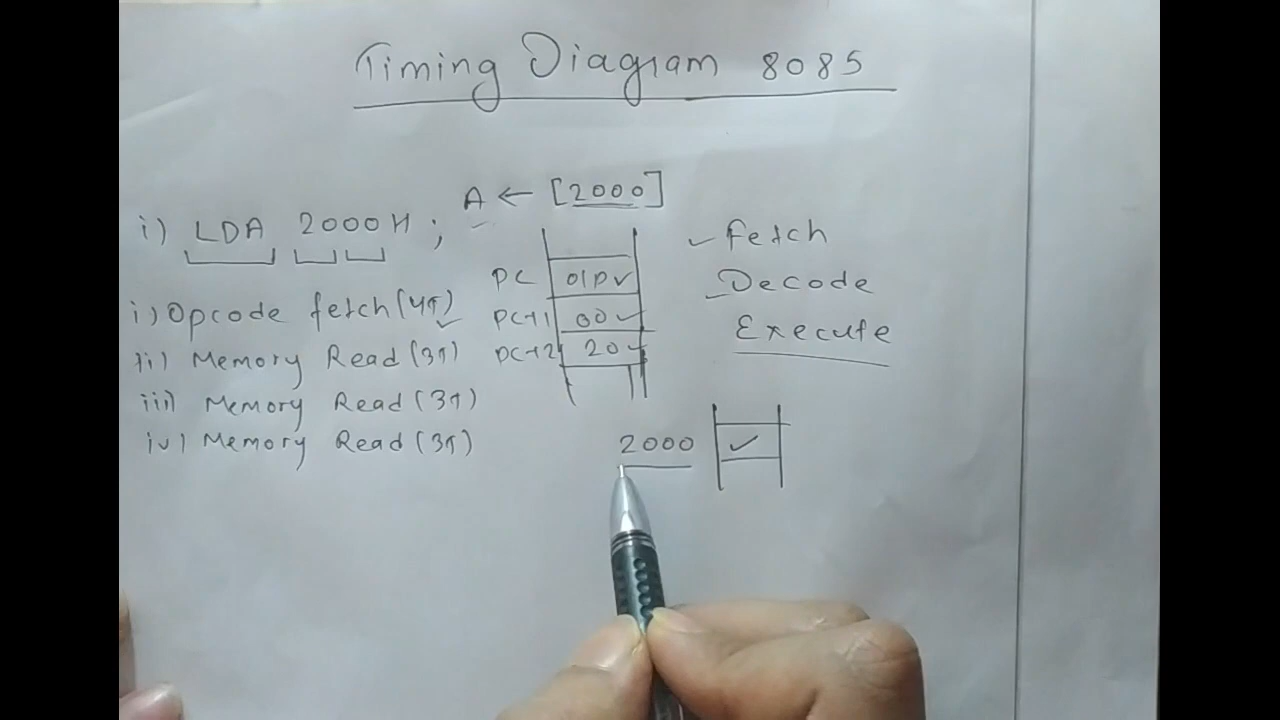 Timing Diagram 8085
A ← [2000]
i) LDA 2000H ;
PC O/P ✓
PC+1 00 ✓
PC+2 20 ✓
✓ Fetch
Decode
Execute
i) Opcode fetch (4T) ✓
ii) Memory Read (3T)
iii) Memory Read (3T)
iv) Memory Read (3T)
2000 ✓